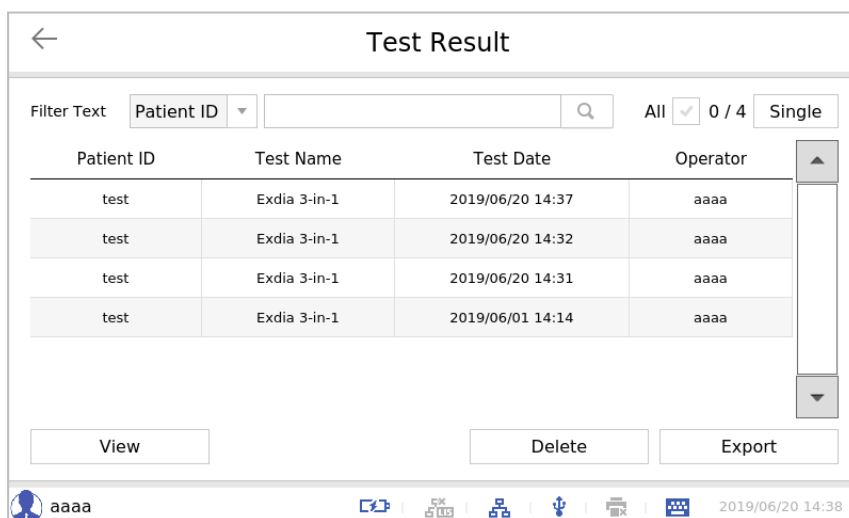 Test Result
Filter Text Patient ID All 0 / 4 Single
Patient ID Test Name Test Date Operator
test Exdia 3-in-1 2019/06/20 14:37 aaaa
test Exdia 3-in-1 2019/06/20 14:32 aaaa
test Exdia 3-in-1 2019/06/20 14:31 aaaa
test Exdia 3-in-1 2019/06/01 14:14 aaaa
View Delete Export
aaaa LIS 2019/06/20 14:38